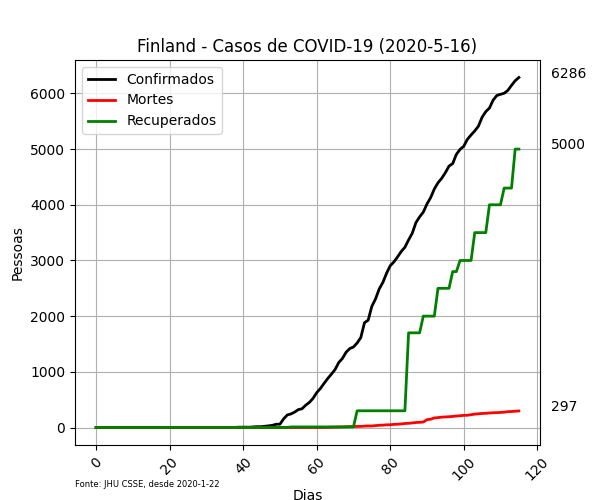 Finland - Casos de COVID-19 (2020-5-16)
Confirmados
Mortes
Recuperados
6286
5000
297
Pessoas
6000
5000
4000
3000
2000
1000
0
0 20 40 60 80 100 120
Fonte: JHU CSSE, desde 2020-1-22
Dias